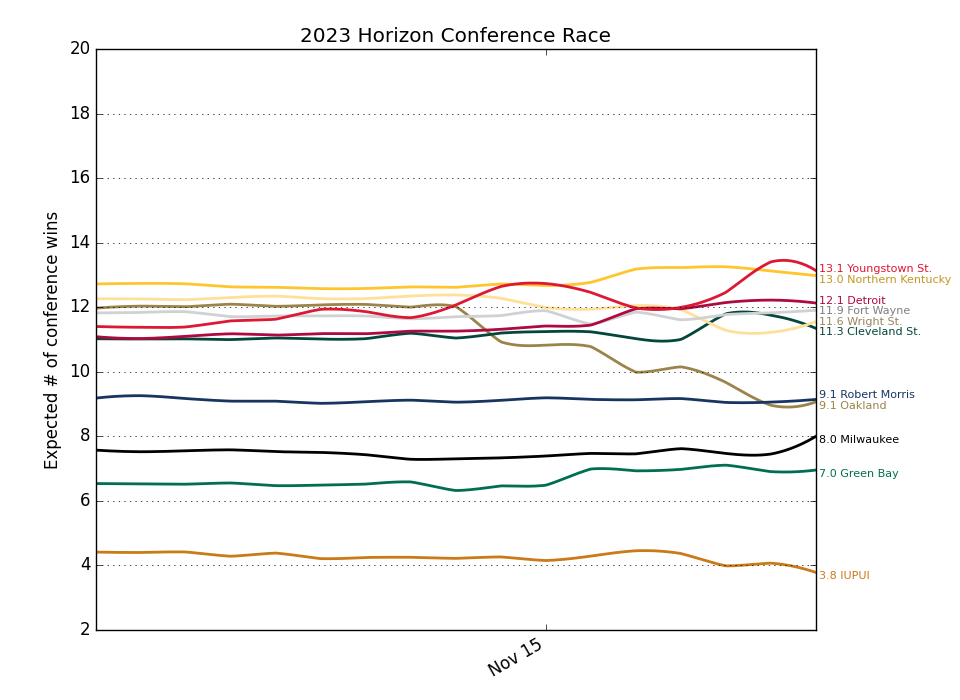 2023 Horizon Conference Race
Expected # of conference wins
20
18
16
14
12
10
8
6
4
2
Nov 15
13.1 Youngstown St.
13.0 Northern Kentucky
12.1 Detroit
11.9 Fort Wayne
11.6 Wright St.
11.3 Cleveland St.
9.1 Robert Morris
9.1 Oakland
8.0 Milwaukee
7.0 Green Bay
3.8 IUPUI